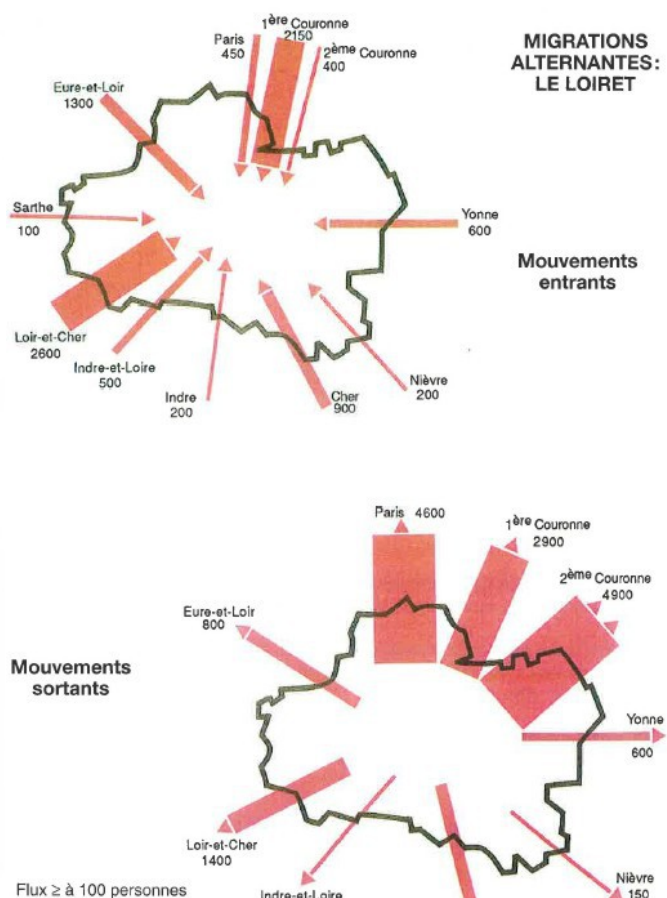 MIGRATIONS
ALTERNANTES:
LE LOIRET
Paris
450
1ère Couronne
2150
2ème Couronne
400
Eure-et-Loir
1300
Sarthe
100
Yonne
600
Mouvements
entrants
Loir-et-Cher
2600
Indre-et-Loire
500
Indre
200
Cher
900
Nièvre
200
Paris 4600
1ère Couronne
2900
2ème Couronne
4900
Eure-et-Loir
800
Mouvements
sortants
Yonne
600
Loir-et-Cher
1400
Indre-et-Loire
Nièvre
150
Flux ≥ à 100 personnes